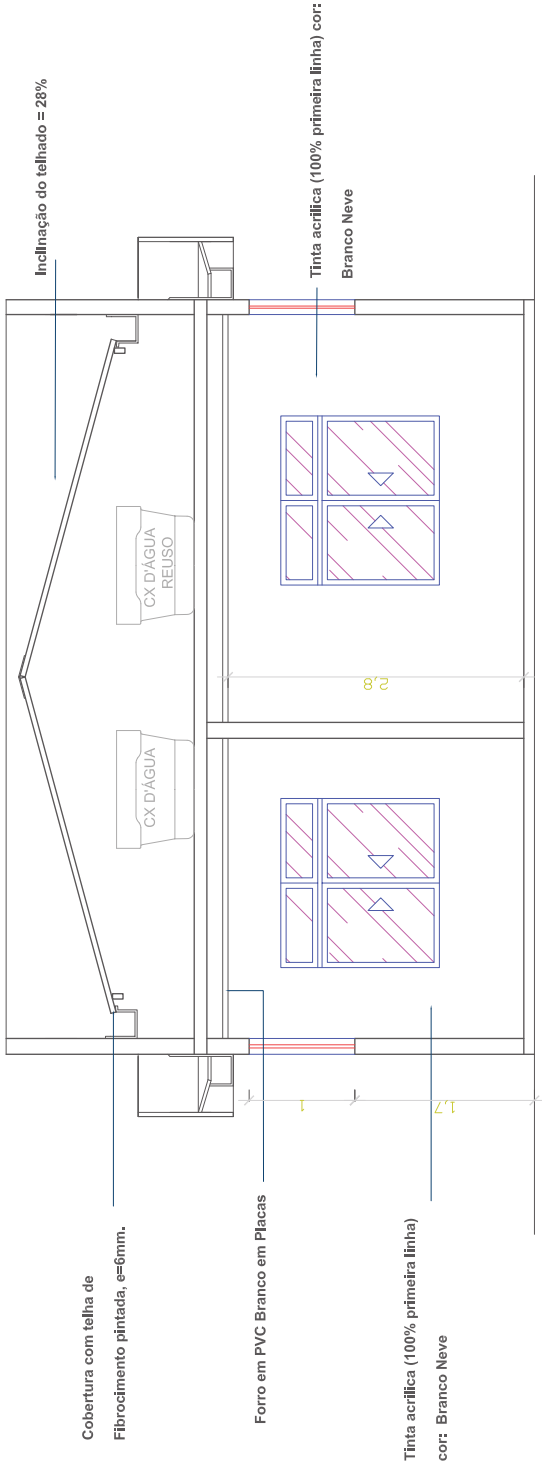 Inclinação do telhado = 28%
Tinta acrílica (100% primeira linha) cor:
Branco Neve
CX D'ÁGUA
REUSO
CX D'ÁGUA
2,8
1
1,7
Cobertura com telha de
Fibrocimento pintada, e=6mm.
Forro em PVC Branco em Placas
Tinta acrílica (100% primeira linha)
cor: Branco Neve